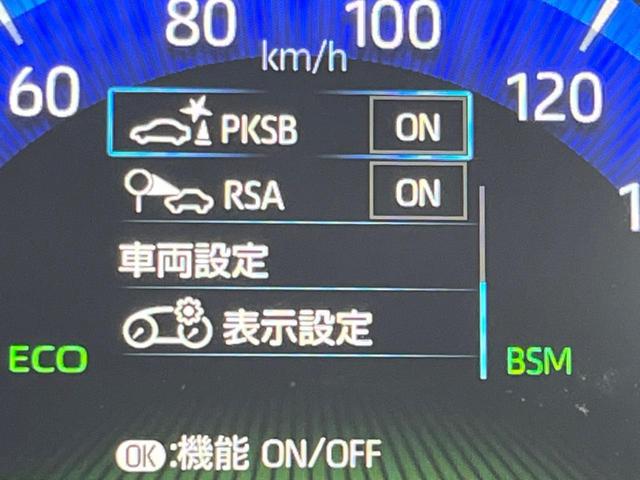 80 100
km/h
60 120
PKSB ON
RSA ON
車両設定
表示設定
ECO BSM
OK:機能 ON/OFF